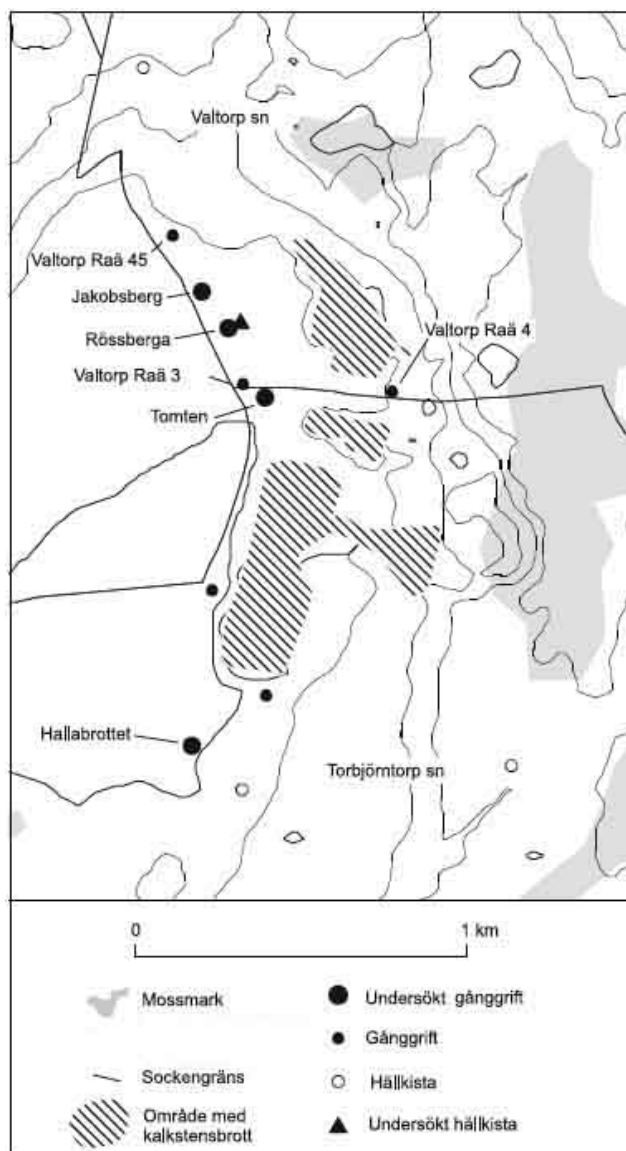 Valtorp sn
Valtorp Raä 45
Jakobsberg
Rössberga
Valtorp Raä 4
Valtorp Raä 3
Tomten
Hallabrottet
Torbjörntorp sn
0 1 km
Mossmark
Undersökt gånggrift
Gånggrift
Sockengräns
Hällkista
Område med
kalkstensbrott
Undersökt hällkista